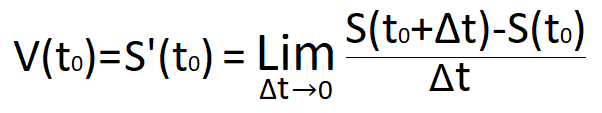 V(t₀)=S'(t₀) = Lim S(t₀+Δt)-S(t₀)
Δt→0 Δt